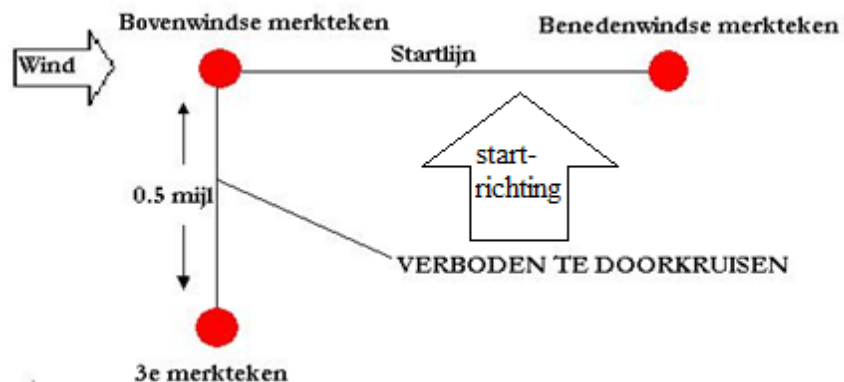 Bovenwindse merkteken
Benedenwindse merkteken
Wind
Startlijn
start-
richting
0.5 mijl
VERBODEN TE DOORKRUISEN
3e merkteken